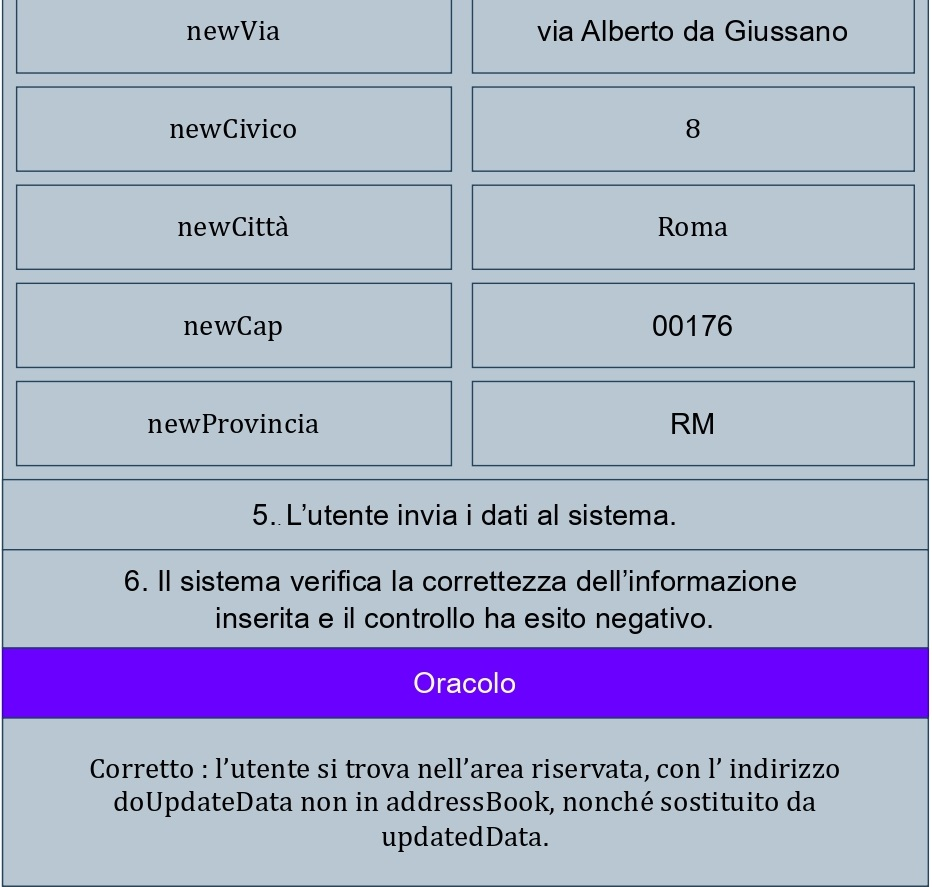 newVia via Alberto da Giussano
newCivico 8
newCittà Roma
newCap 00176
newProvincia RM
5. L’utente invia i dati al sistema.
6. Il sistema verifica la correttezza dell’informazione
inserita e il controllo ha esito negativo.
Oracolo
Corretto : l’utente si trova nell’area riservata, con l’ indirizzo
doUpdateData non in addressBook, nonché sostituito da
updatedData.